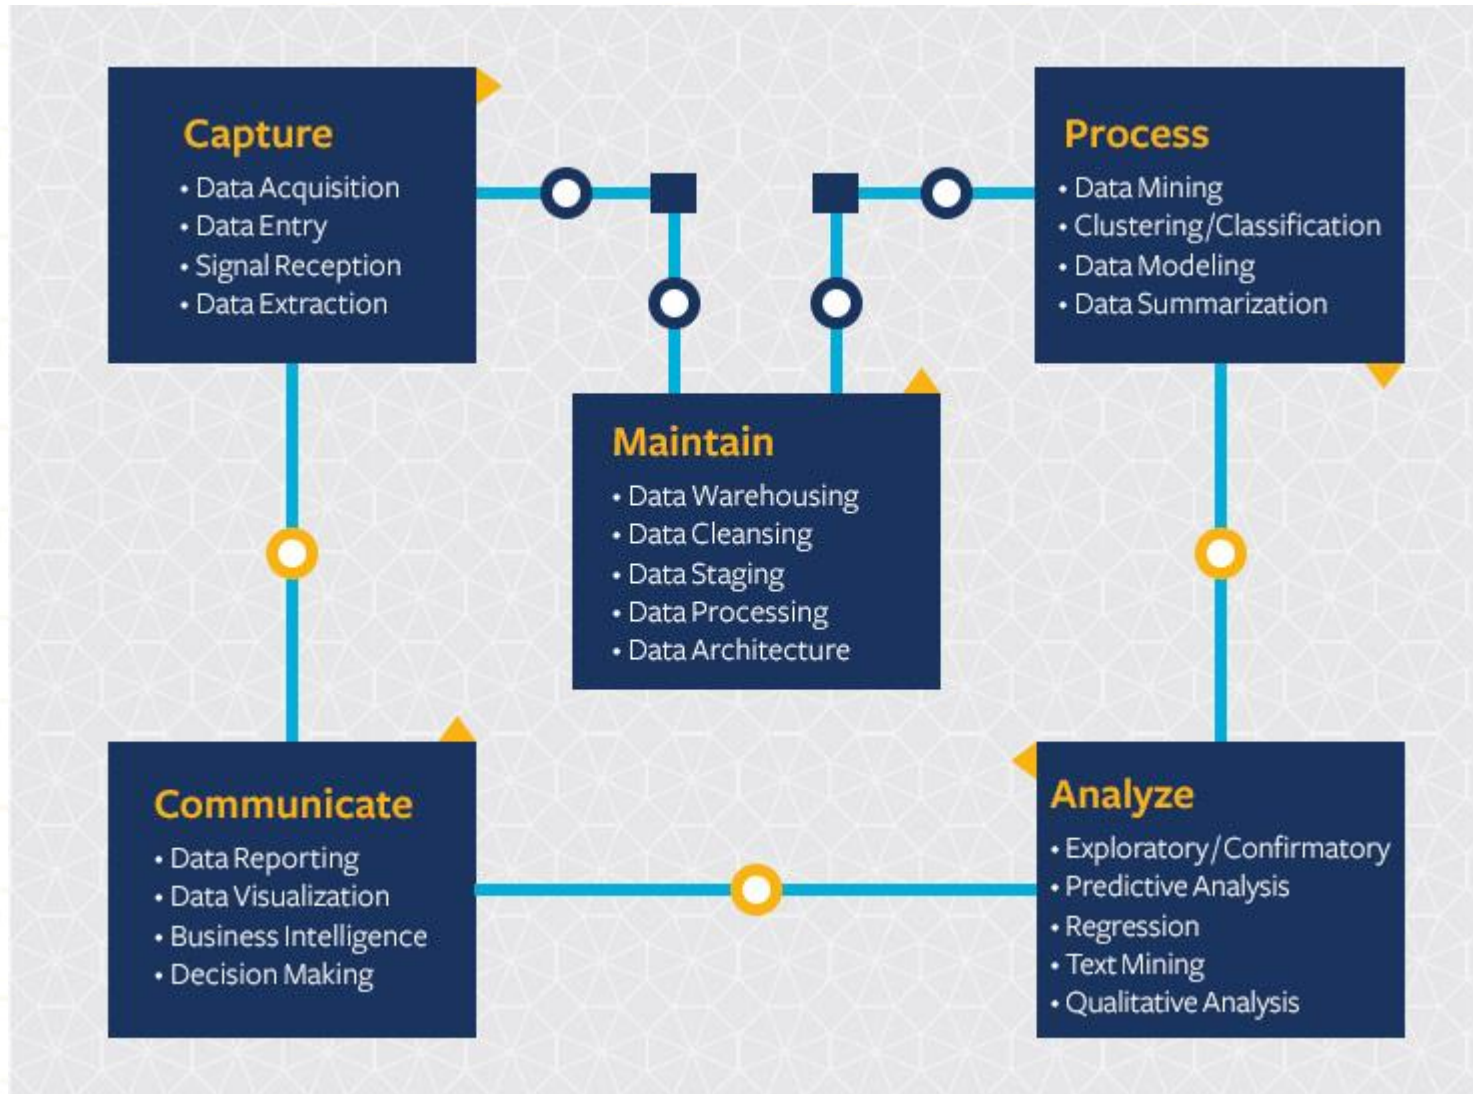 Capture
• Data Acquisition
• Data Entry
• Signal Reception
• Data Extraction
Process
• Data Mining
• Clustering/Classification
• Data Modeling
• Data Summarization
Maintain
• Data Warehousing
• Data Cleansing
• Data Staging
• Data Processing
• Data Architecture
Communicate
• Data Reporting
• Data Visualization
• Business Intelligence
• Decision Making
Analyze
• Exploratory/Confirmatory
• Predictive Analysis
• Regression
• Text Mining
• Qualitative Analysis